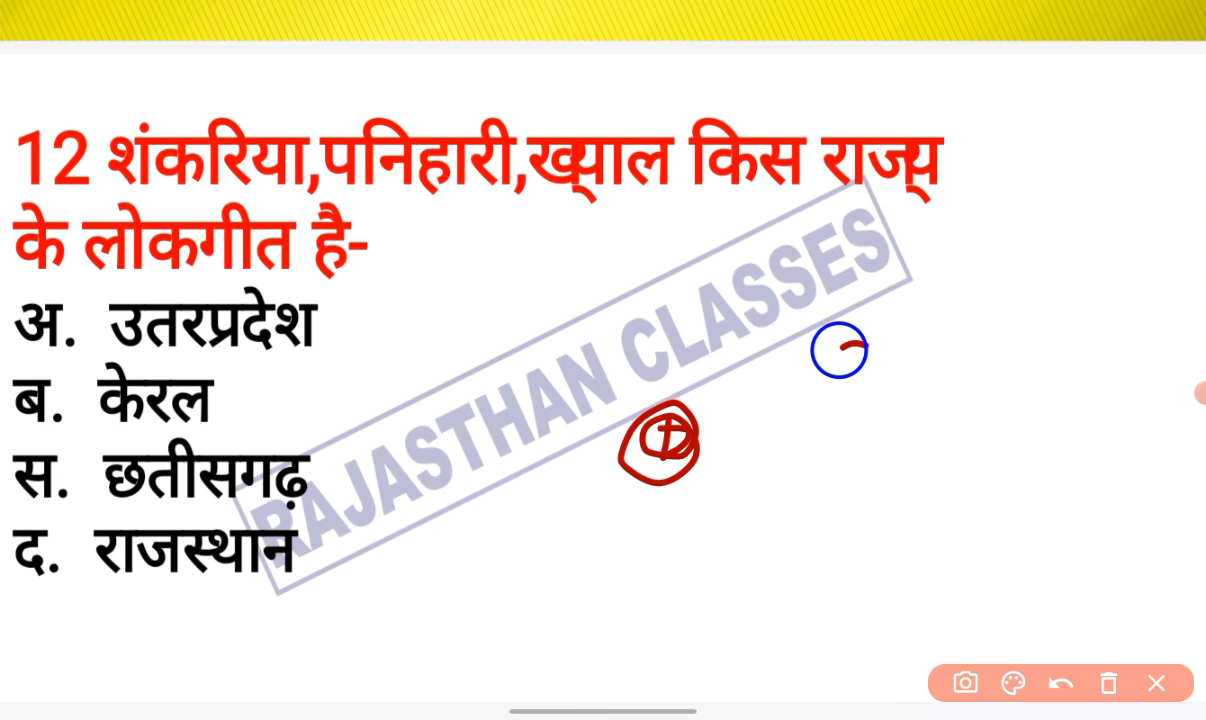 12 शंकरिया,पनिहारी,ख्याल किस राज्य
के लोकगीत है-
अ. उतरप्रदेश
ब. केरल
स. छतीसगढ़
द. राजस्थान
RAJASTHAN CLASSES